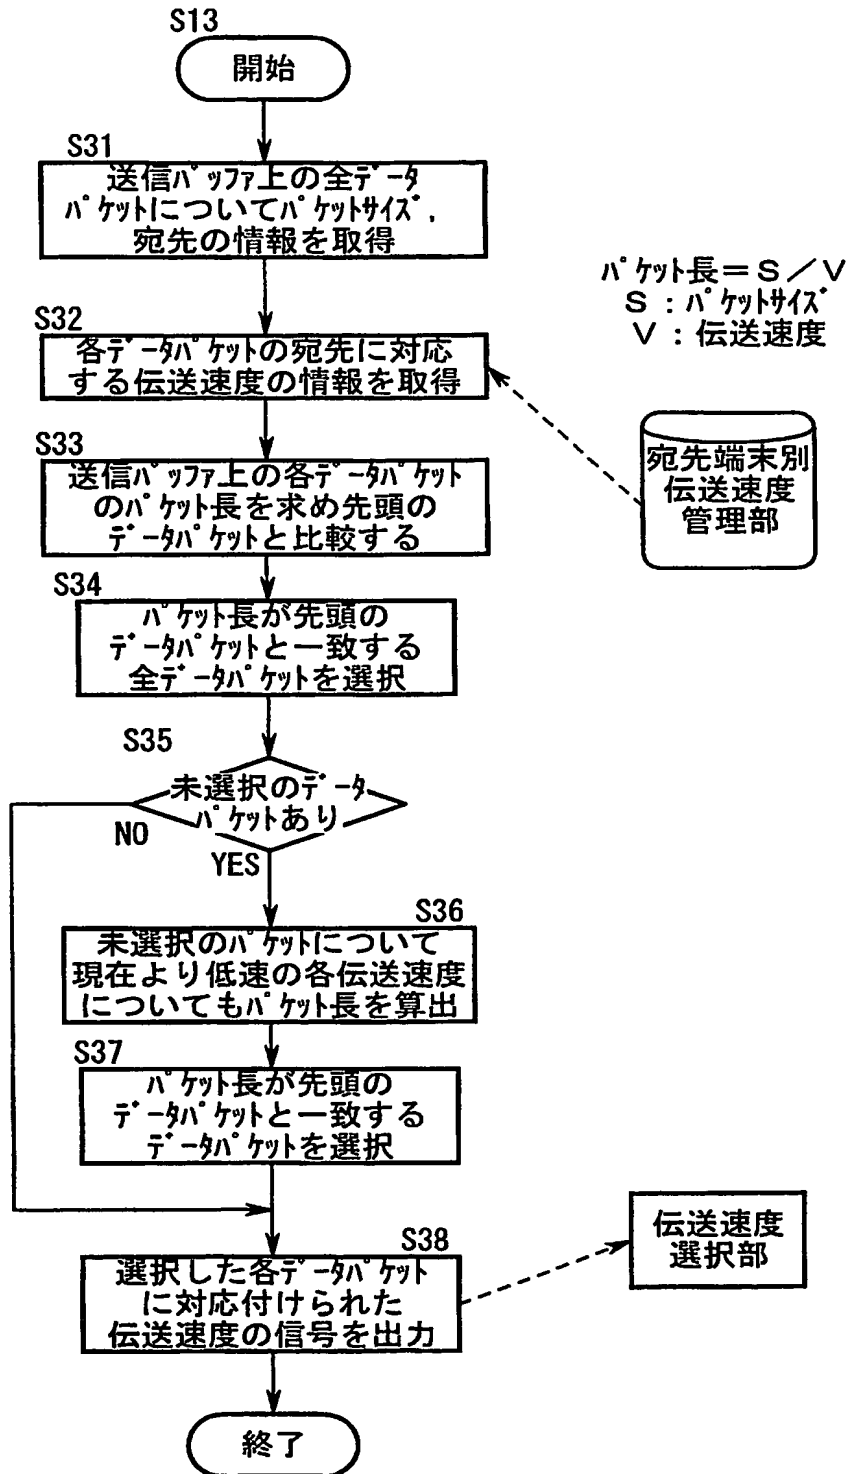 S13
開始
S31
送信ﾊﾞｯﾌｧ上の全ﾃﾞｰﾀ
ﾊﾟｹｯﾄについてﾊﾟｹｯﾄｻｲｽﾞ,
宛先の情報を取得
S32
各ﾃﾞｰﾀﾊﾟｹｯﾄの宛先に対応
する伝送速度の情報を取得
ﾊﾟｹｯﾄ長＝S／V
S：ﾊﾟｹｯﾄｻｲｽﾞ
V：伝送速度
宛先端末別
伝送速度
管理部
S33
送信ﾊﾞｯﾌｧ上の各ﾃﾞｰﾀﾊﾟｹｯﾄ
のﾊﾟｹｯﾄ長を求め先頭の
ﾃﾞｰﾀﾊﾟｹｯﾄと比較する
S34
ﾊﾟｹｯﾄ長が先頭の
ﾃﾞｰﾀﾊﾟｹｯﾄと一致する
全ﾃﾞｰﾀﾊﾟｹｯﾄを選択
S35
未選択のﾃﾞｰﾀ
ﾊﾟｹｯﾄあり
NO
YES
S36
未選択のﾊﾟｹｯﾄについて
現在より低速の各伝送速度
についてもﾊﾟｹｯﾄ長を算出
S37
ﾊﾟｹｯﾄ長が先頭の
ﾃﾞｰﾀﾊﾟｹｯﾄと一致する
ﾃﾞｰﾀﾊﾟｹｯﾄを選択
S38
選択した各ﾃﾞｰﾀﾊﾟｹｯﾄ
に対応付けられた
伝送速度の信号を出力
伝送速度
選択部
終了